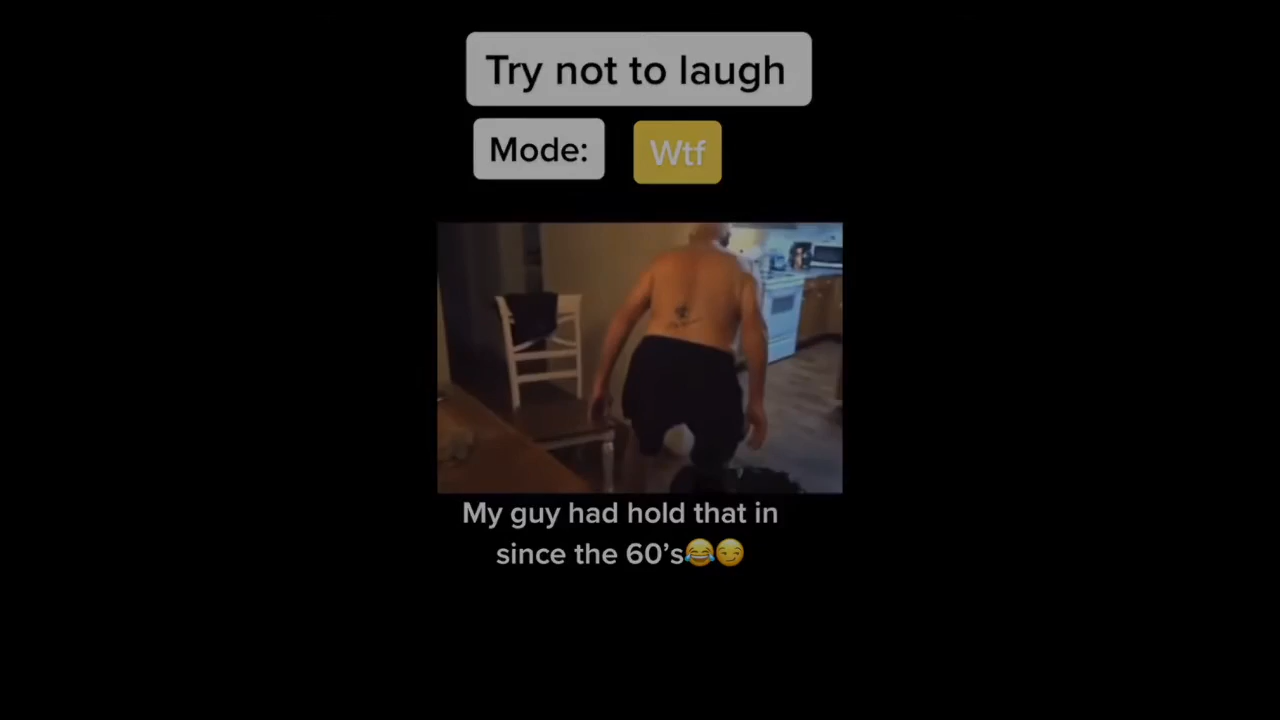 Try not to laugh
Mode: Wtf
My guy had hold that in
since the 60's😂😏